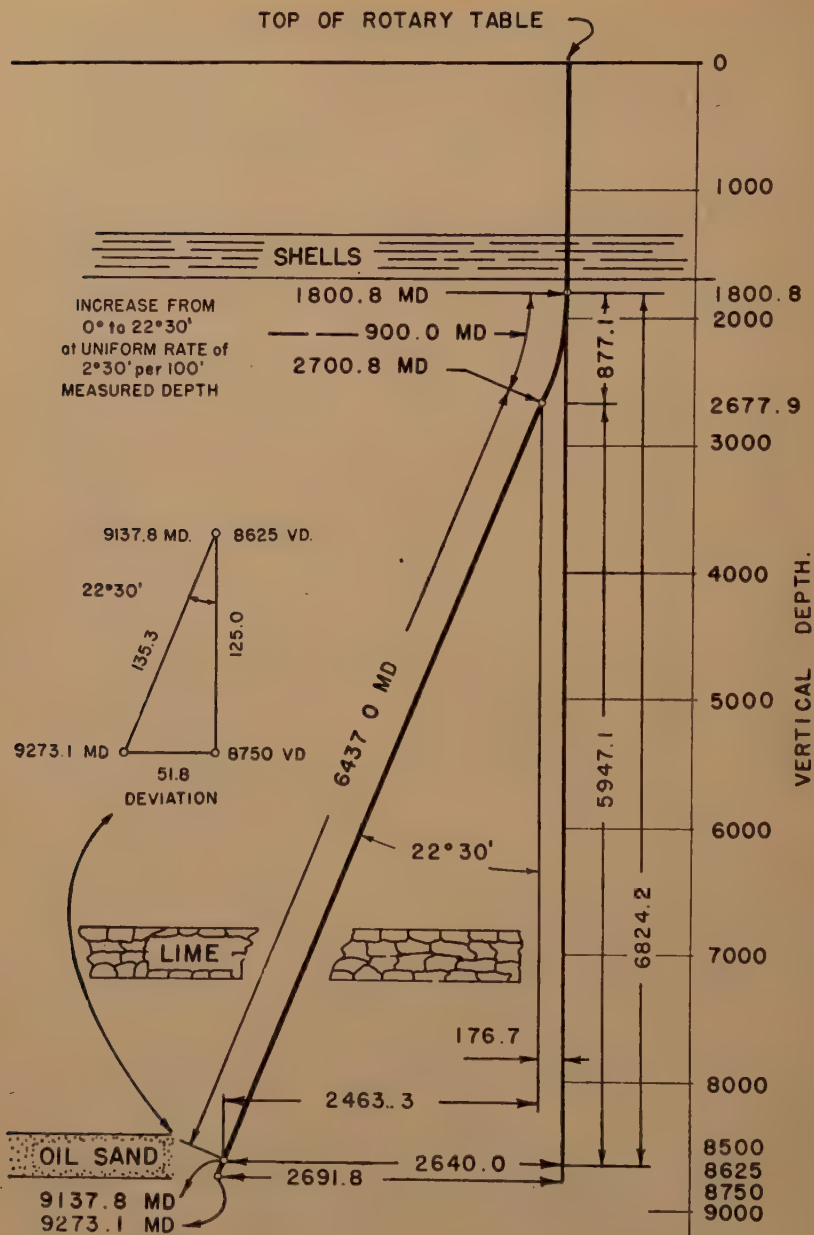 TOP OF ROTARY TABLE
0
1000
SHELLS
1800.8 MD
1800.8
INCREASE FROM
0° to 22°30'
at UNIFORM RATE of
2°30' per 100'
MEASURED DEPTH
900.0 MD
2000
877.1
2700.8 MD
2677.9
3000
9137.8 MD.
8625 VD.
22°30'
135.3
125.0
4000
9273.1 MD
8750 VD
51.8
DEVIATION
6437 0 MD
5000
VERTICAL DEPTH.
5947.1
6000
22°30'
6824.2
LIME
7000
176.7
8000
2463..3
OIL SAND
2640.0
8500
8625
2691.8
8750
9137.8 MD
9273.1 MD
9000